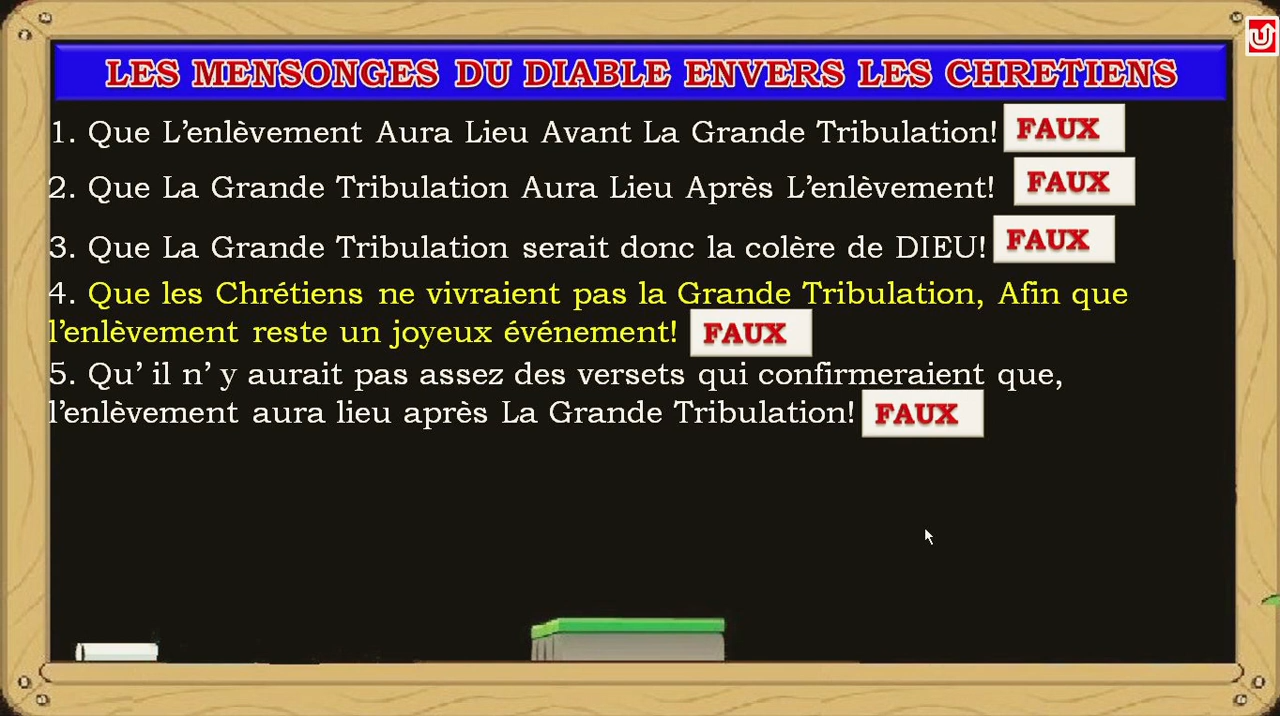 LES MENSONGES DU DIABLE ENVERS LES CHRETIENS
1. Que L'enlèvement Aura Lieu Avant La Grande Tribulation! FAUX
2. Que La Grande Tribulation Aura Lieu Après L'enlèvement! FAUX
3. Que La Grande Tribulation serait donc la colère de DIEU! FAUX
4. Que les Chrétiens ne vivraient pas la Grande Tribulation, Afin que
l'enlèvement reste un joyeux événement! FAUX
5. Qu' il n' y aurait pas assez des versets qui confirmeraient que,
l'enlèvement aura lieu après La Grande Tribulation! FAUX